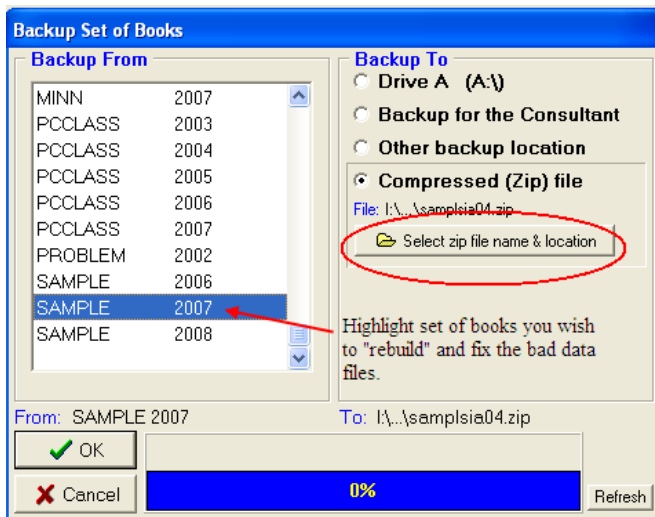 Backup Set of Books
Backup From
MINN 2007
PCCLASS 2003
PCCLASS 2004
PCCLASS 2005
PCCLASS 2006
PCCLASS 2007
PROBLEM 2002
SAMPLE 2006
SAMPLE 2007
SAMPLE 2008
Backup To
Drive A (A:\)
Backup for the Consultant
Other backup location
Compressed (Zip) file
File: I:\...\samplsia04.zip
Select zip file name & location
Highlight set of books you wish
to "rebuild" and fix the bad data
files.
From: SAMPLE 2007
To: I:\...\samplsia04.zip
OK
Cancel
0%
Refresh